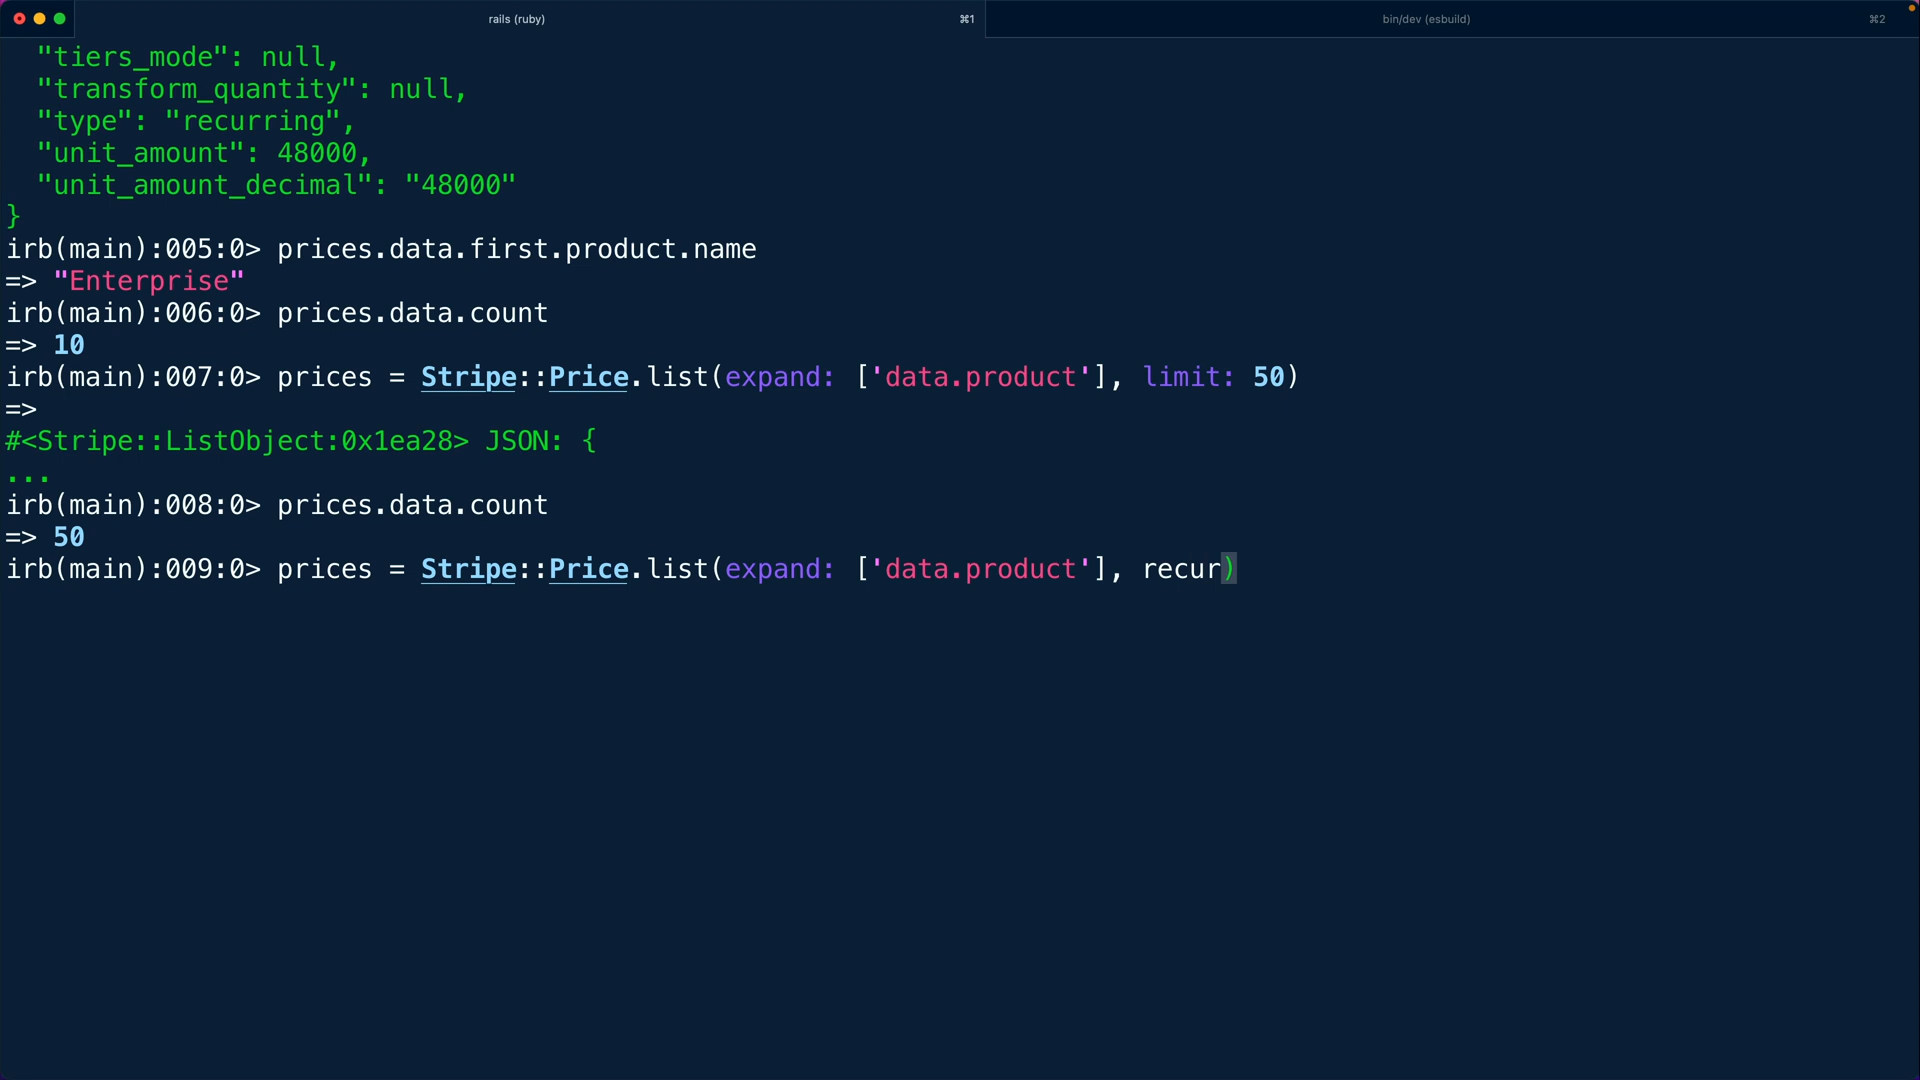 rails (ruby) ⌘1 bin/dev (esbuild) ⌘2
"tiers_mode": null,
"transform_quantity": null,
"type": "recurring",
"unit_amount": 48000,
"unit_amount_decimal": "48000"
}
irb(main):005:0> prices.data.first.product.name
=> "Enterprise"
irb(main):006:0> prices.data.count
=> 10
irb(main):007:0> prices = Stripe::Price.list(expand: ['data.product'], limit: 50)
=>
#<Stripe::ListObject:0x1ea28> JSON: {
...
irb(main):008:0> prices.data.count
=> 50
irb(main):009:0> prices = Stripe::Price.list(expand: ['data.product'], recur)